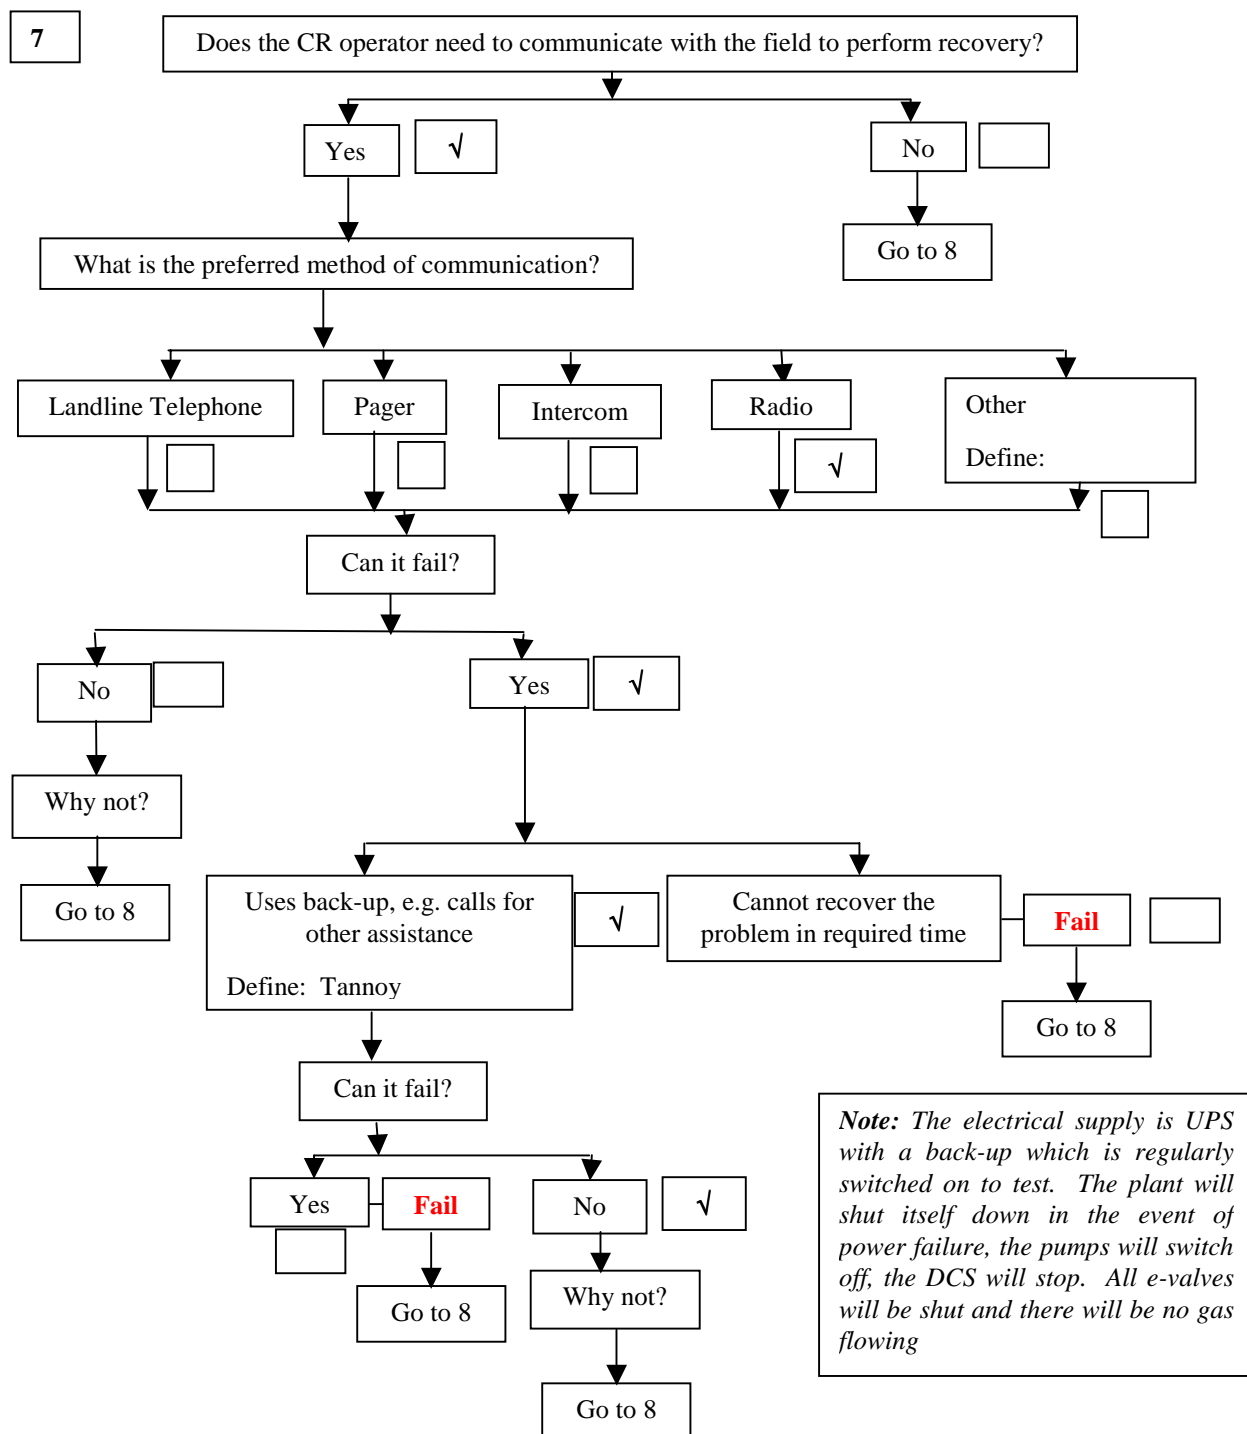 7
Does the CR operator need to communicate with the field to perform recovery?
Yes
√
No
Go to 8
What is the preferred method of communication?
Landline Telephone
Pager
Intercom
Radio
√
Other
Define:
Can it fail?
No
Yes
√
Why not?
Go to 8
Uses back-up, e.g. calls for
other assistance
Define: Tannoy
√
Cannot recover the
problem in required time
Fail
Go to 8
Can it fail?
Yes
Fail
Go to 8
No
√
Why not?
Go to 8
Note: The electrical supply is UPS
with a back-up which is regularly
switched on to test. The plant will
shut itself down in the event of
power failure, the pumps will switch
off, the DCS will stop. All e-valves
will be shut and there will be no gas
flowing